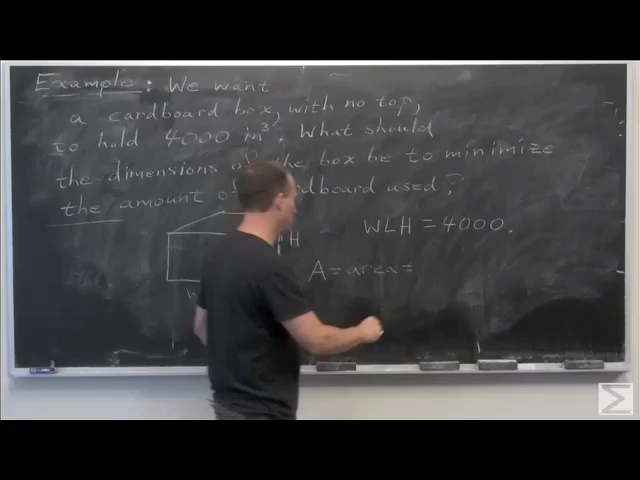 Example: We want
a cardboard box, with no top,
to hold 4000 in³. What should
the dimensions of the box be to minimize
the amount of cardboard used?
WLH = 4000.
H
A = area =
W
Σ